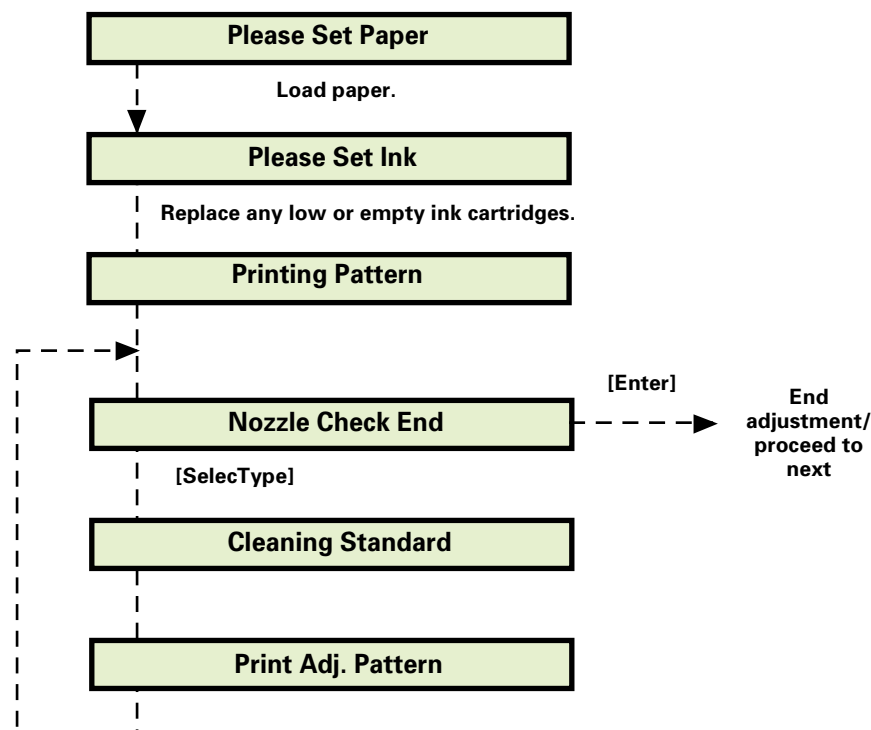 Please Set Paper
Load paper.
Please Set Ink
Replace any low or empty ink cartridges.
Printing Pattern
[Enter]
Nozzle Check End
End
adjustment/
proceed to
next
[SelecType]
Cleaning Standard
Print Adj. Pattern